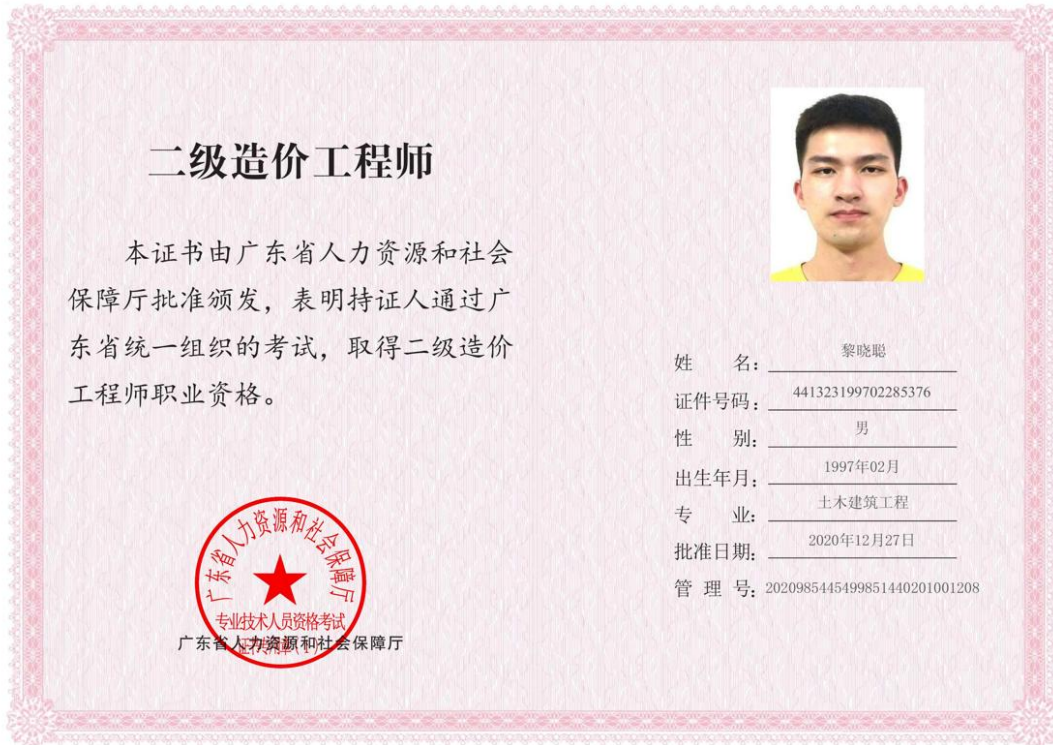 二级造价工程师
本证书由广东省人力资源和社会
保障厅批准颁发，表明持证人通过广
东省统一组织的考试，取得二级造价
工程师职业资格。
广东省人力资源和社会保障厅
专业技术人员资格考试
广东省人力资源和社会保障厅
姓名：黎晓聪
证件号码：441323199702285376
性别：男
出生年月：1997年02月
专业：土木建筑工程
批准日期：2020年12月27日
管理号：20209854454999851440201001208